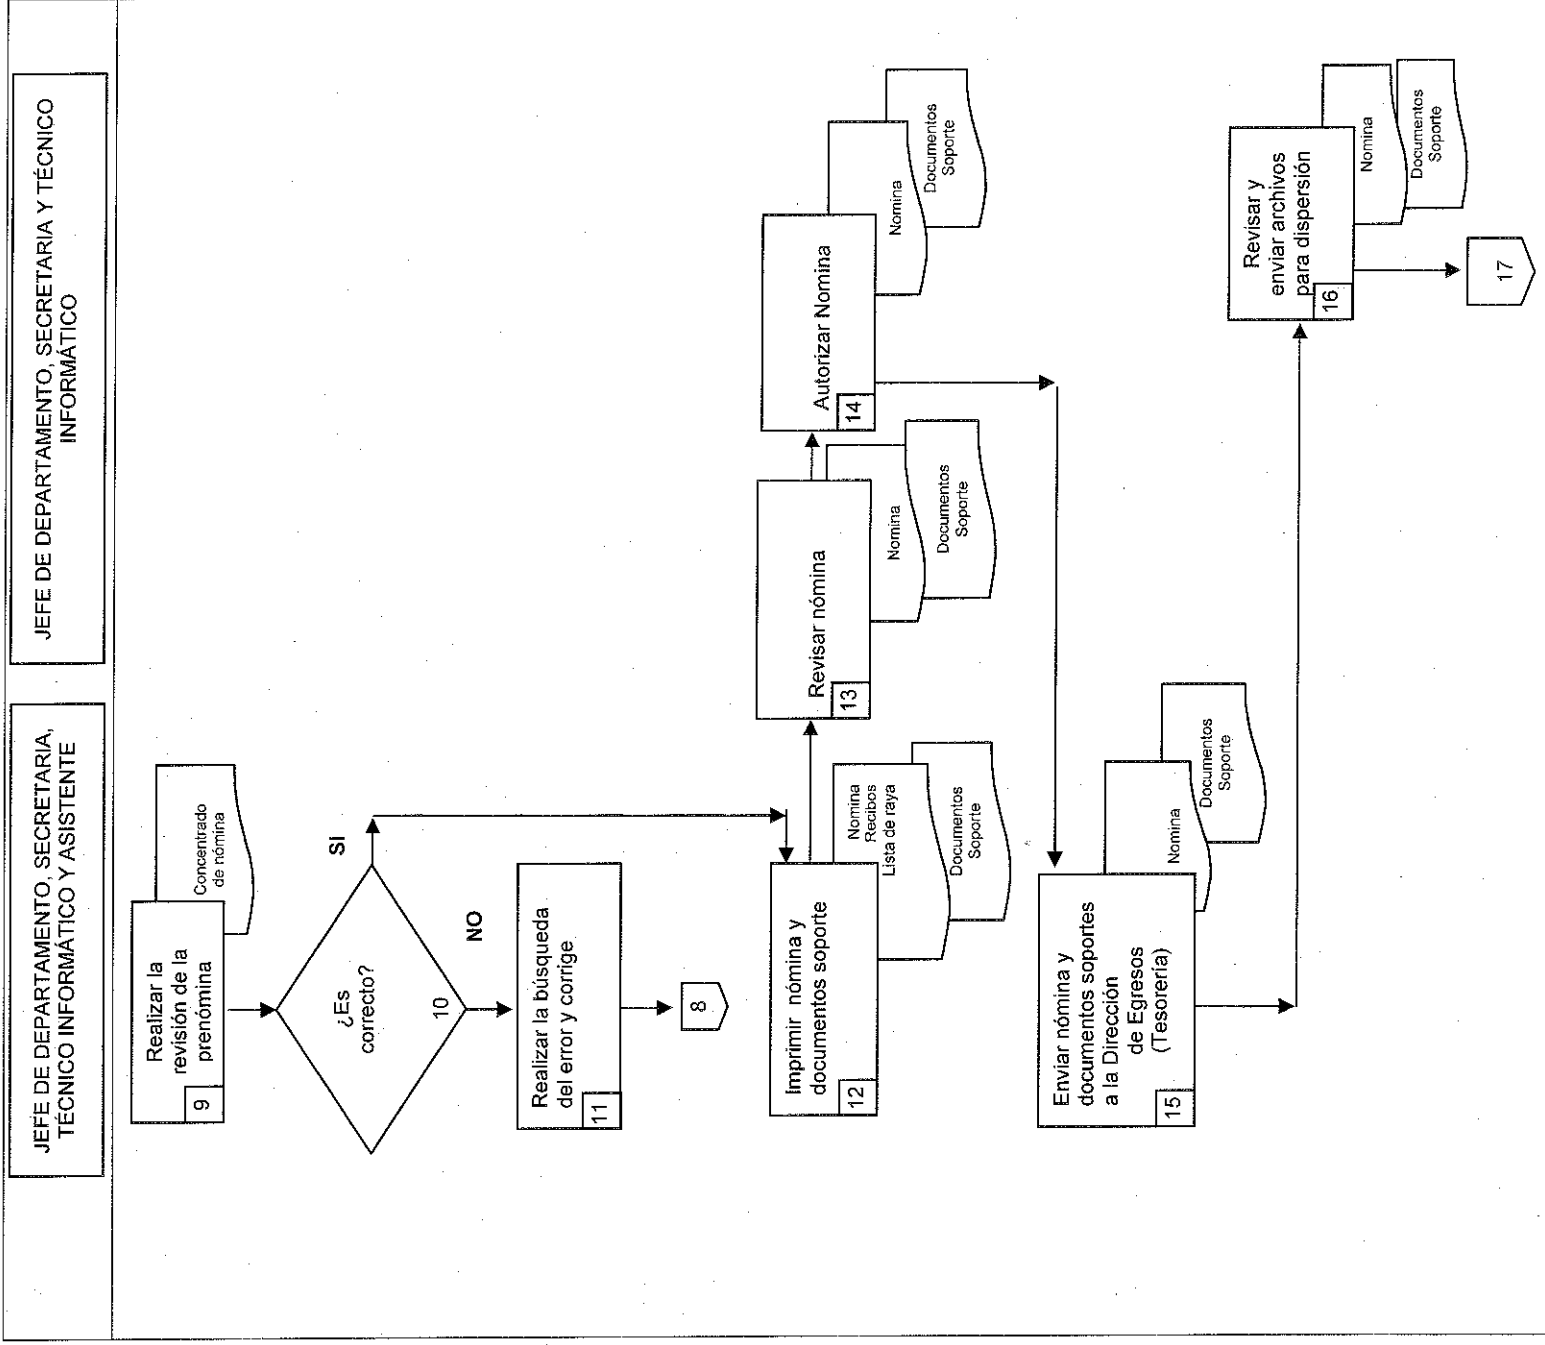 JEFE DE DEPARTAMENTO, SECRETARIA,
TÉCNICO INFORMÁTICO Y ASISTENTE
JEFE DE DEPARTAMENTO, SECRETARIA Y TÉCNICO
INFORMÁTICO
Realizar la
revisión de la
prenómina
9
Concentrado
de nómina
¿Es
correcto?
10
SI
NO
Realizar la búsqueda
del error y corrige
11
8
Imprimir nómina y
documentos soporte
12
Nomina
Recibos
Lista de raya
Documentos
Soporte
Revisar nómina
13
Nomina
Documentos
Soporte
Autorizar Nomina
14
Nomina
Documentos
Soporte
Enviar nómina y
documentos soportes
a la Dirección
de Egresos
(Tesorería)
15
Nomina
Documentos
Soporte
Revisar y
enviar archivos
para dispersión
16
Nomina
Documentos
Soporte
17